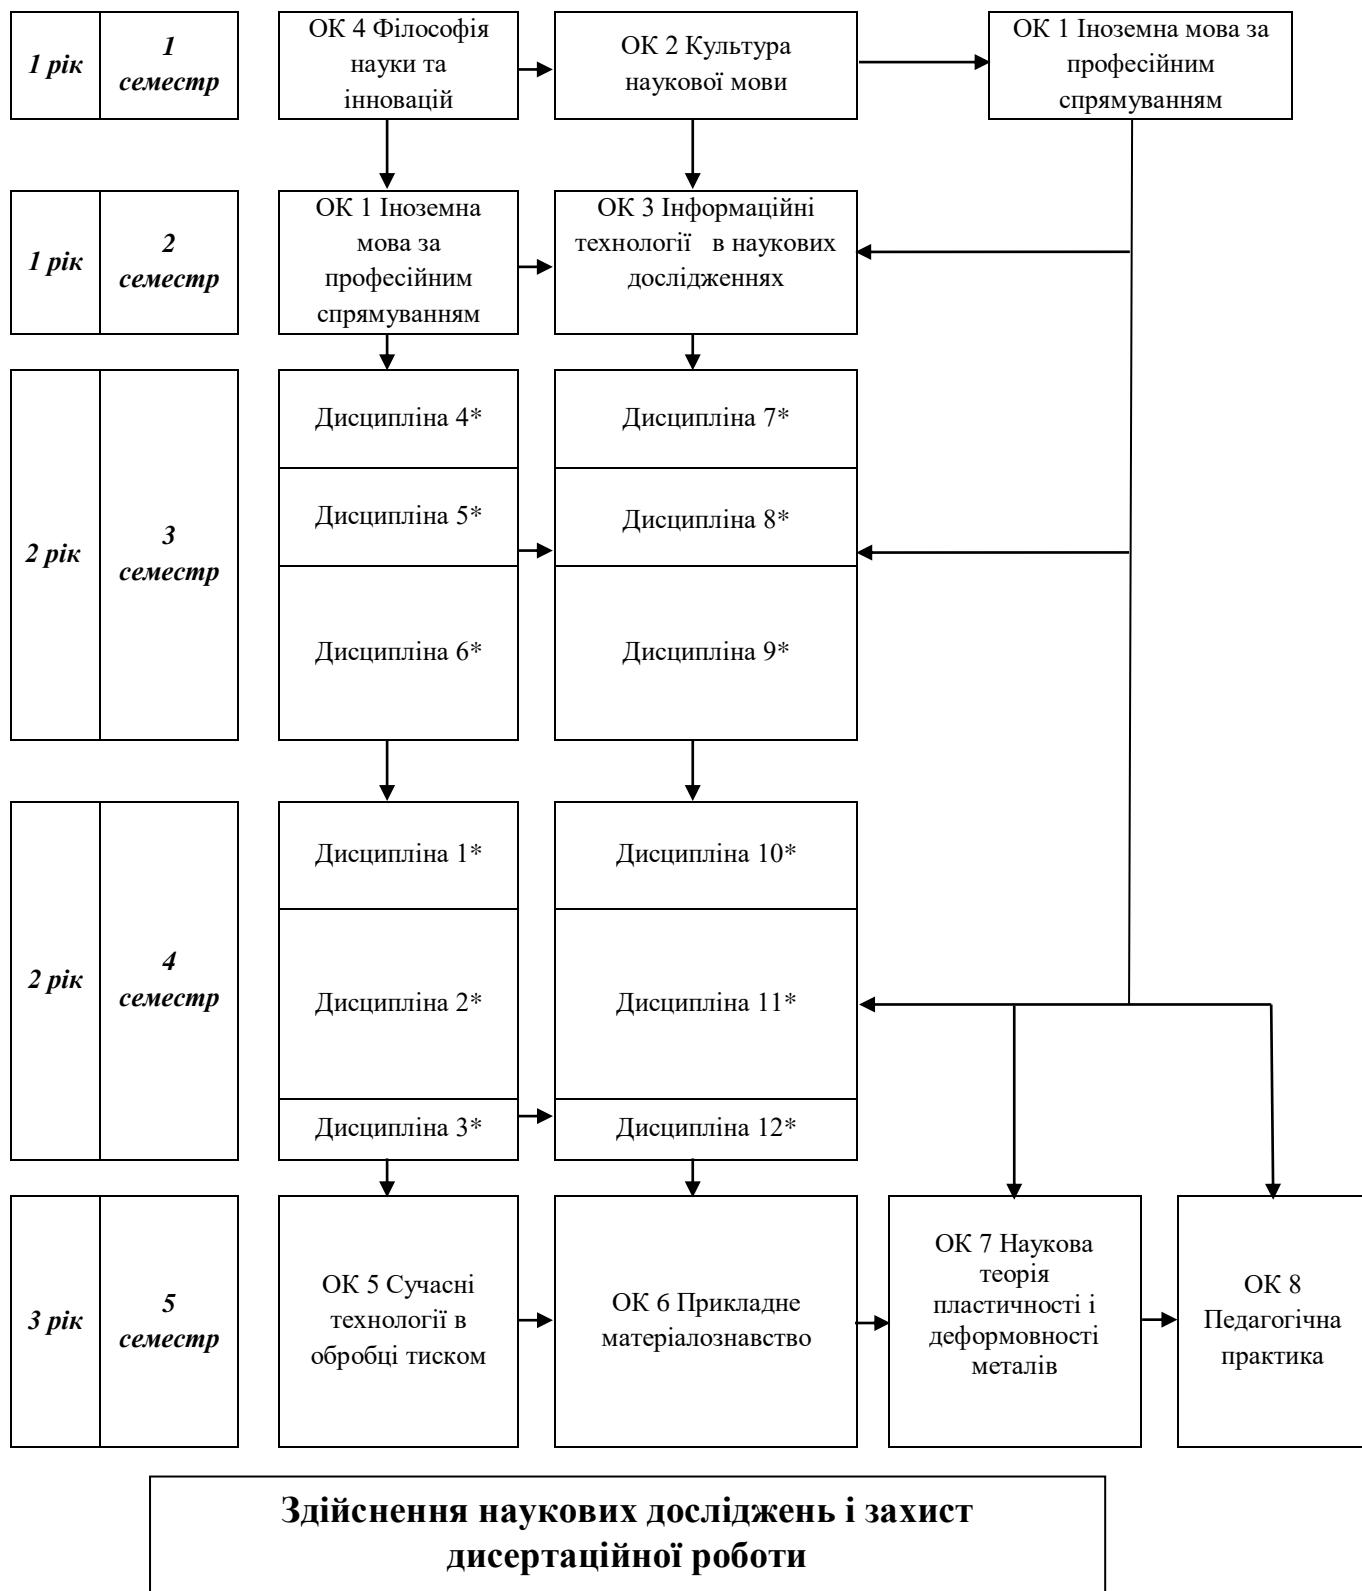 1 рік
1
семестр
ОК 4 Філософія
науки та
інновацій
ОК 2 Культура
наукової мови
ОК 1 Іноземна мова за
професійним
спрямуванням
1 рік
2
семестр
ОК 1 Іноземна
мова за
професійним
спрямуванням
ОК 3 Інформаційні
технології в наукових
дослідженнях
2 рік
3
семестр
Дисципліна 4*
Дисципліна 7*
Дисципліна 5*
Дисципліна 8*
Дисципліна 6*
Дисципліна 9*
2 рік
4
семестр
Дисципліна 1*
Дисципліна 10*
Дисципліна 2*
Дисципліна 11*
Дисципліна 3*
Дисципліна 12*
3 рік
5
семестр
ОК 5 Сучасні
технології в
обробці тиском
ОК 6 Прикладне
матеріалознавство
ОК 7 Наукова
теорія
пластичності і
деформовності
металів
ОК 8
Педагогічна
практика
Здійснення наукових досліджень і захист
дисертаційної роботи